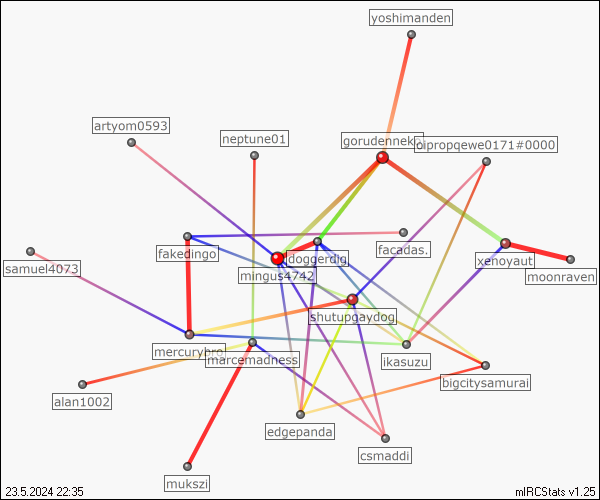 yoshimanden
artyom0593
neptune01
gorudennek
oipropqewe0171#0000
fakedingo
facadas.
samuel4073
mingus4742
doggerdig
xenoyaut
moonraven
shutupgaydog
mercurybro
marcemadness
ikasuzu
bigcitysamurai
alan1002
edgepanda
csmaddi
mukszi
23.5.2024 22:35
mIRCStats v1.25